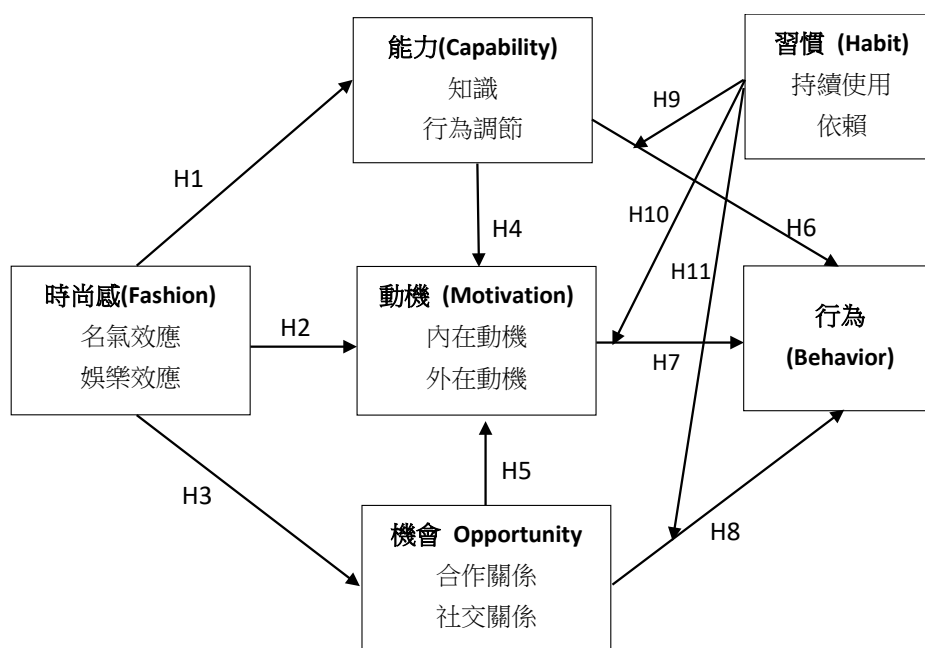 能力(Capability)
知識
行為調節
習慣 (Habit)
持續使用
依賴
H9
H1
H10
H6
H4
H11
時尚感(Fashion)
名氣效應
娛樂效應
H2
動機 (Motivation)
內在動機
外在動機
H7
行為
(Behavior)
H3
H5
H8
機會 Opportunity
合作關係
社交關係